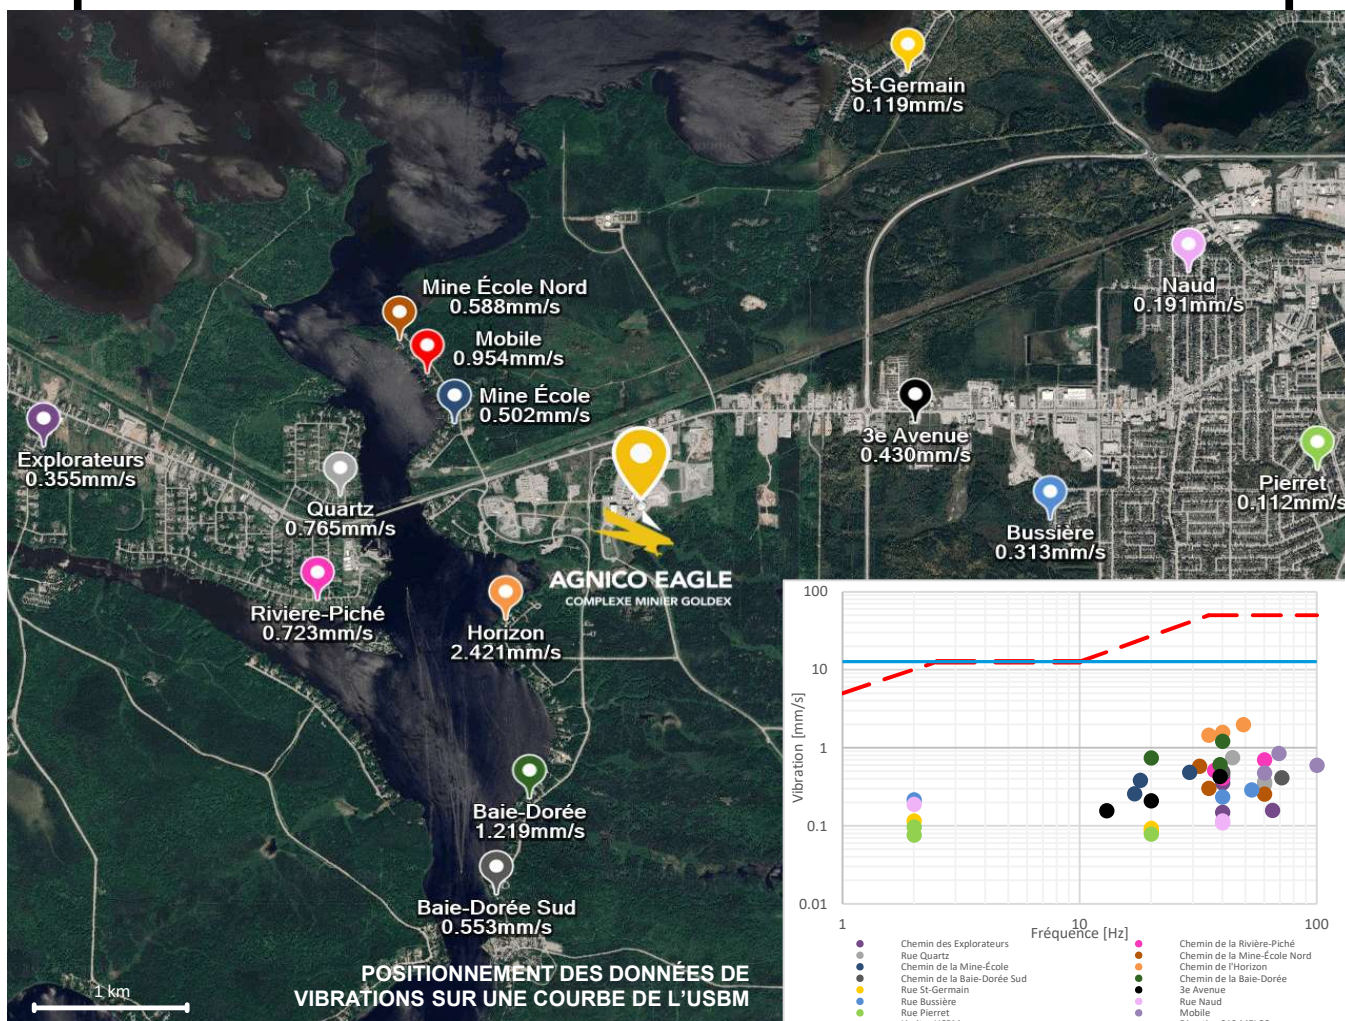 St-Germain
0.119mm/s
Naud
0.191mm/s
Mine École Nord
0.588mm/s
Mobile
0.954mm/s
Mine École
0.502mm/s
3e Avenue
0.430mm/s
Explorateurs
0.355mm/s
Quartz
0.765mm/s
Pierret
0.112mm/s
Bussière
0.313mm/s
AGNICO EAGLE
COMPLEXE MINIER GOLDEX
Riviere-Piché
0.723mm/s
Horizon
2.421mm/s
Baie-Dorée
1.219mm/s
Baie-Dorée Sud
0.553mm/s
POSITIONNEMENT DES DONNÉES DE
VIBRATIONS SUR UNE COURBE DE L'USBM
1 km
100
10
1
0.1
0.01
Vibration [mm/s]
1 10 100
Fréquence [Hz]
Chemin des Explorateurs
Chemin de la Rivière-Piché
Rue Quartz
Chemin de la Mine-École Nord
Chemin de la Mine-École
Chemin de l'Horizon
Chemin de la Baie-Dorée Sud
Chemin de la Baie-Dorée
Rue St-Germain
3e Avenue
Rue Bussière
Rue Naud
Rue Pierret
Mobile